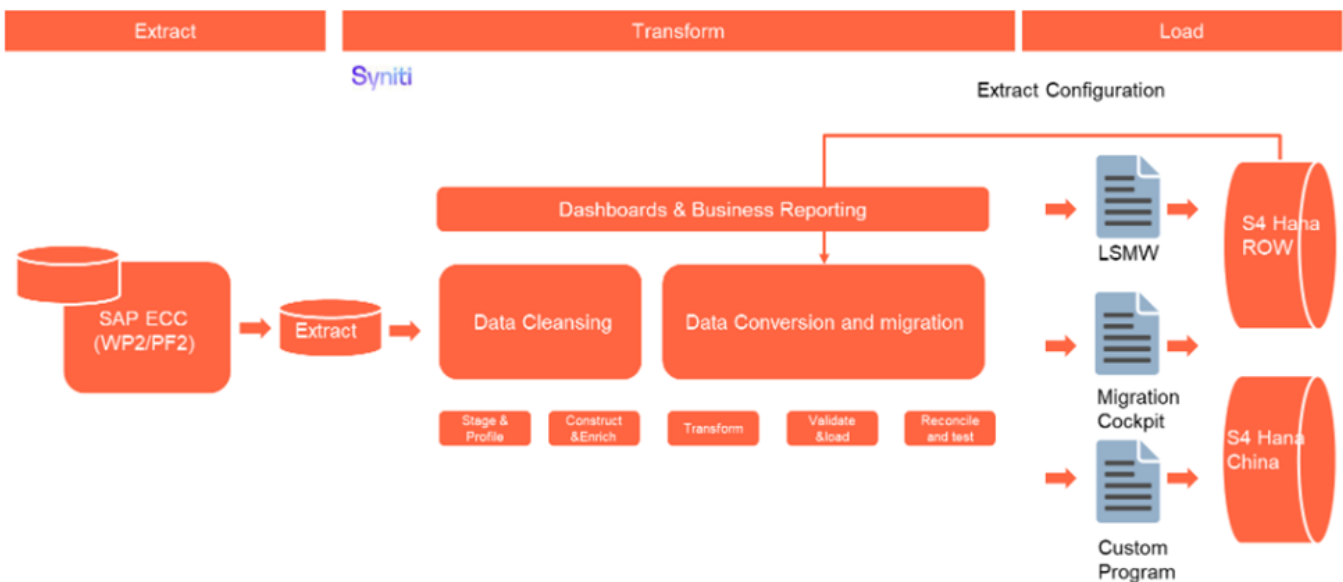 Extract
Transform
Load
Syniti
Extract Configuration
Dashboards & Business Reporting
LSMW
S4 Hana
ROW
SAP ECC
(WP2/PF2)
Extract
Data Cleansing
Data Conversion and migration
Migration
Cockpit
Stage &
Profile
Construct
&Enrich
Transform
Validate
&load
Reconcile
and test
S4 Hana
China
Custom
Program